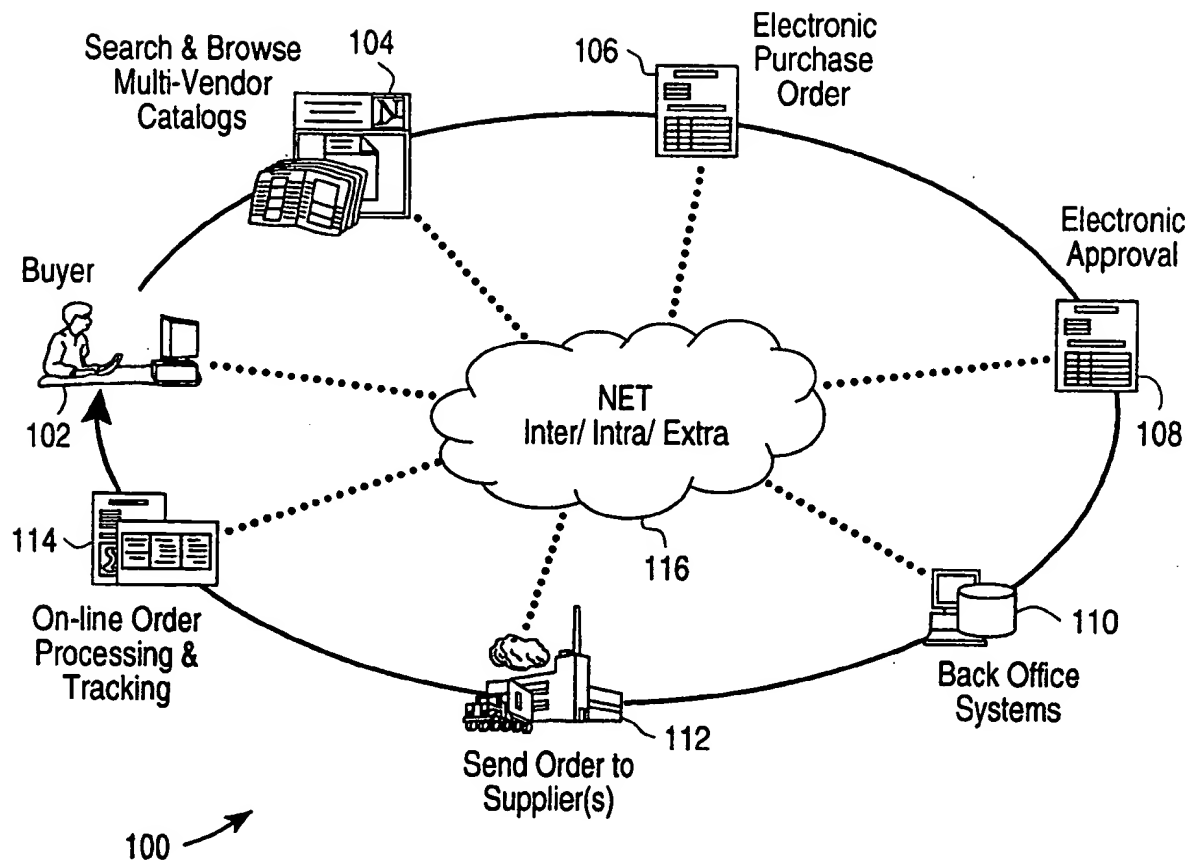 Search & Browse
Multi-Vendor
Catalogs
104
N
106
Electronic
Purchase
Order
Electronic
Approval
108
Buyer
102
NET
Inter/ Intra/ Extra
116
114
On-line Order
Processing &
Tracking
110
Back Office
Systems
112
Send Order to
Supplier(s)
100